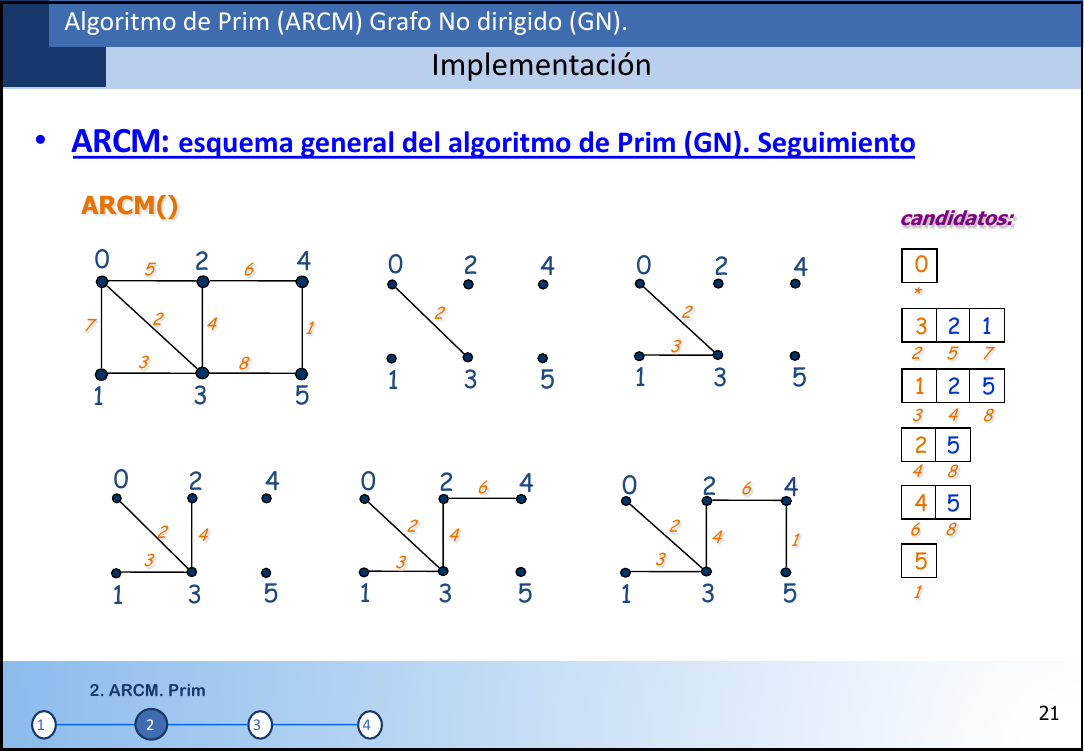 Algoritmo de Prim (ARCM) Grafo No dirigido (GN).
Implementación
• ARCM: esquema general del algoritmo de Prim (GN). Seguimiento
ARCM()
candidatos:
0 2 4
5 6
7 2 4 1
3 8
1 3 5
0 2 4
2
1 3 5
0 2 4
2
3
1 3 5
0 2 4
2 4
3
1 3 5
0 2 4
6
2 4
3
1 3 5
0 2 4
6
2 4 1
3
1 3 5
0
*
3 2 1
2 5 7
1 2 5
3 4 8
2 5
4 8
4 5
6 8
5
1
2. ARCM. Prim
1 2 3 4
21